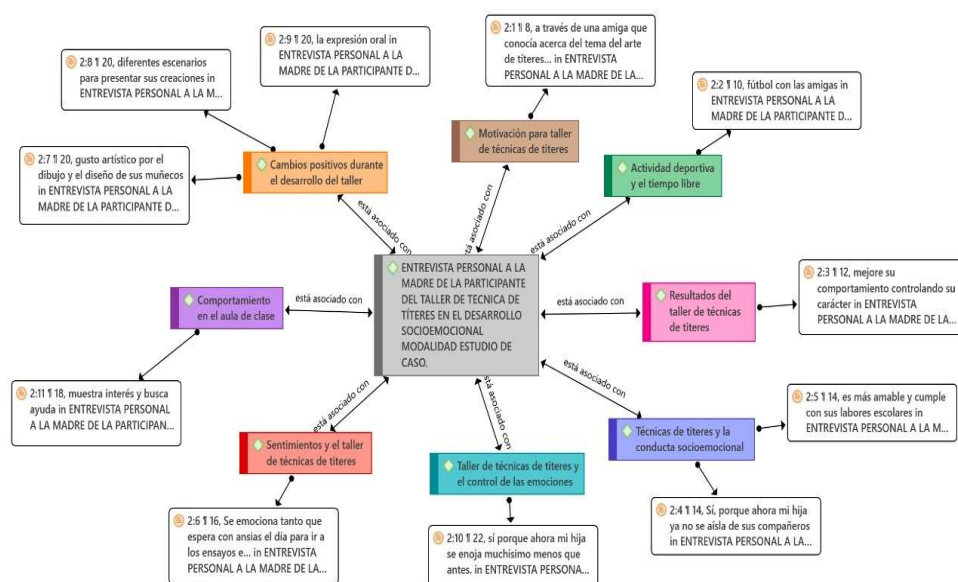 2:8 ¶ 20, diferentes escenarios
para presentar sus creaciones in
ENTREVISTA PERSONAL A LA M...
2:9 ¶ 20, la expresión oral in
ENTREVISTA PERSONAL A LA
MADRE DE LA PARTICIPANTE D...
2:1 ¶ 8, a través de una amiga que
conocía acerca del tema del arte
de títeres... in ENTREVISTA
PERSONAL A LA MADRE DE LA...
2:2 ¶ 10, fútbol con las amigas in
ENTREVISTA PERSONAL A LA
MADRE DE LA PARTICIPANTE D...
2:7 ¶ 20, gusto artístico por el
dibujo y el diseño de sus muñecos
in ENTREVISTA PERSONAL A LA
MADRE DE LA PARTICIPANTE D...
Cambios positivos durante
el desarrollo del taller
Motivación para taller
de técnicas de títeres
Actividad deportiva
y el tiempo libre
está asociado con
está asociado con
está asociado con
Comportamiento
en el aula de clase
está asociado con
ENTREVISTA PERSONAL A LA
MADRE DE LA PARTICIPANTE
DEL TALLER DE TECNICA DE
TÍTERES EN EL DESARROLLO
SOCIOEMOCIONAL
MODALIDAD ESTUDIO DE
CASO.
está asociado con
Resultados del
taller de técnicas
de títeres
2:3 ¶ 12, mejore su
comportamiento controlando su
carácter in ENTREVISTA
PERSONAL A LA MADRE DE LA...
2:11 ¶ 18, muestra interés y busca
ayuda in ENTREVISTA PERSONAL
A LA MADRE DE LA PARTICIPAN...
está asociado con
está asociado con
está asociado con
Sentimientos y el taller
de técnicas de títeres
Taller de técnicas de títeres y
el control de las emociones
Técnicas de títeres y la
conducta socioemocional
2:5 ¶ 14, es más amable y cumple
con sus labores escolares in
ENTREVISTA PERSONAL A LA M...
2:6 ¶ 16, Se emociona tanto que
espera con ansias el día para ir a
los ensayos e... in ENTREVISTA
PERSONAL A LA MADRE DE LA...
2:10 ¶ 22, sí porque ahora mi hija
se enoja muchísimo menos que
antes. in ENTREVISTA PERSONA...
2:4 ¶ 14, Sí, porque ahora mi hija
ya no se aísla de sus compañeros
in ENTREVISTA PERSONAL A LA...